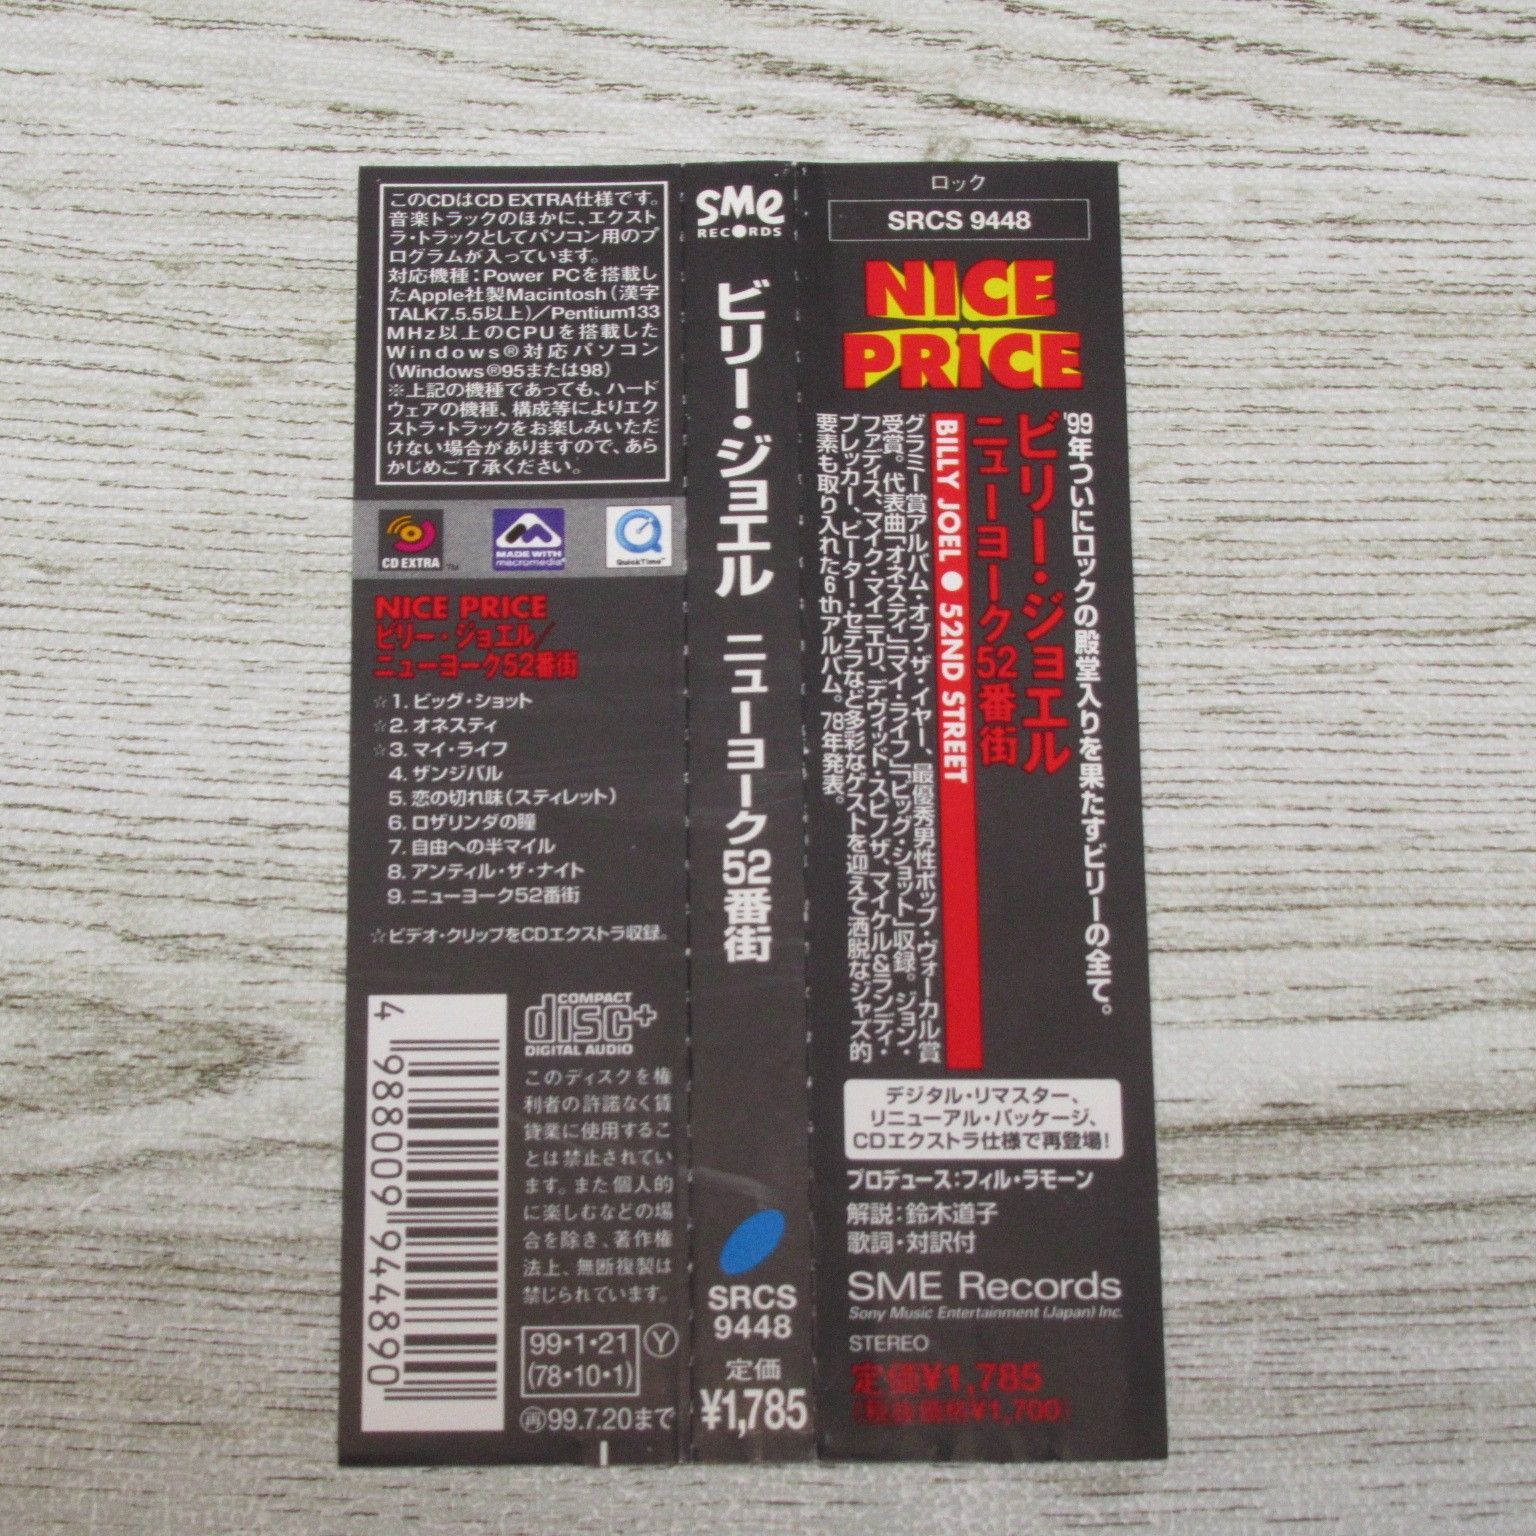 このCDはCD EXTRA仕様です。
音楽トラックのほかに、エクスト
ラ・トラックとしてパソコン用のプ
ログラムが入っています。
対応機種：Power PCを搭載し
たApple社製Macintosh（漢字
TALK7.5.5以上）／Pentium133
MHz以上のCPUを搭載した
Windows®対応パソコン
（Windows®95または98）
※上記の機種であっても、ハード
ウェアの機種、構成等によりエク
ストラ・トラックをお楽しみいただ
けない場合がありますので、あら
かじめご了承ください。
CD EXTRA™
MADE WITH
macromedia®
QuickTime™
NICE PRICE
ビリー・ジョエル／
ニューヨーク52番街
☆1. ビッグ・ショット
☆2. オネスティ
☆3. マイ・ライフ
4. ザンジバル
5. 恋の切れ味（スティレット）
6. ロザリンダの瞳
7. 自由への半マイル
8. アンティル・ザ・ナイト
9. ニューヨーク52番街
☆ビデオ・クリップをCDエクストラ収録。
4 988009 944890
COMPACT
disc+
DIGITAL AUDIO
このディスクを権
利者の許諾なく賃
貸業に使用するこ
とは禁止されてい
ます。また個人的
に楽しむなどの場
合を除き、著作権
法上、無断複製は
禁じられています。
99・1・21 Y
(78・10・1)
再99.7.20まで
SMe
RECORDS
ビリー・ジョエル ニューヨーク52番街
SRCS
9448
定価
¥1,785
ロック
SRCS 9448
NICE
PRICE
'99年ついにロックの殿堂入りを果たすビリーの全て。
ビリー・ジョエル
ニューヨーク52番街
BILLY JOEL ● 52ND STREET
グラミー賞アルバム・オブ・ザ・イヤー、最優秀男性ポップ・ヴォーカル賞
受賞。代表曲「オネスティ」「マイ・ライフ」「ビッグ・ショット」収録。ジョン・
ファディス、マイク・マイニエリ、デヴィッド・スピノザ、マイケル&ランディ・
ブレッカー、ピーター・セテラなど多彩なゲストを迎えて洒脱なジャズ的
要素も取り入れた6thアルバム。78年発表。
デジタル・リマスター、
リニューアル・パッケージ、
CDエクストラ仕様で再登場！
プロデュース：フィル・ラモーン
解説：鈴木道子
歌詞・対訳付
SME Records
Sony Music Entertainment (Japan) Inc.
STEREO
定価¥1,785
（税抜価格¥1,700）